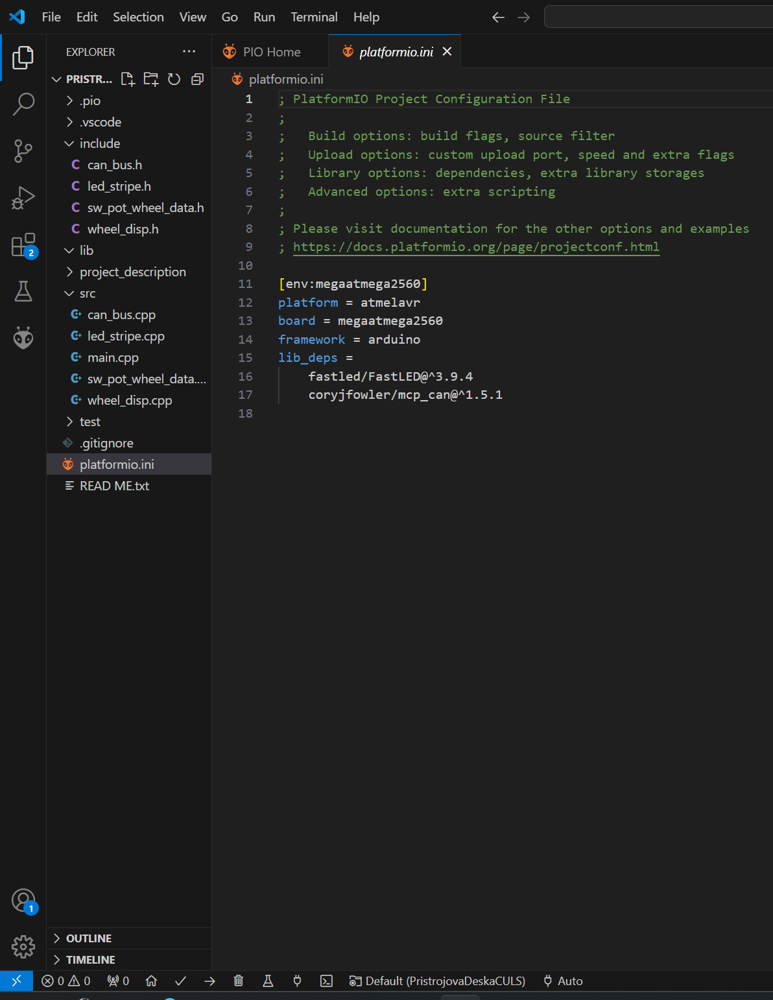 File Edit Selection View Go Run Terminal Help
EXPLORER ...
PRISTR...
.pio
.vscode
include
C can_bus.h
C led_stripe.h
C sw_pot_wheel_data.h
C wheel_disp.h
lib
project_description
src
can_bus.cpp
led_stripe.cpp
main.cpp
sw_pot_wheel_data....
wheel_disp.cpp
test
.gitignore
platformio.ini
READ ME.txt
2
1
OUTLINE
TIMELINE
PIO Home platformio.ini
platformio.ini
1 ; PlatformIO Project Configuration File
2 ;
3 ;   Build options: build flags, source filter
4 ;   Upload options: custom upload port, speed and extra flags
5 ;   Library options: dependencies, extra library storages
6 ;   Advanced options: extra scripting
7 ;
8 ; Please visit documentation for the other options and examples
9 ; https://docs.platformio.org/page/projectconf.html
10
11 [env:megaatmega2560]
12 platform = atmelavr
13 board = megaatmega2560
14 framework = arduino
15 lib_deps =
16     fastled/FastLED@^3.9.4
17     coryjfowler/mcp_can@^1.5.1
18
0 0 0 Default (PristrojovaDeskaCULS) Auto